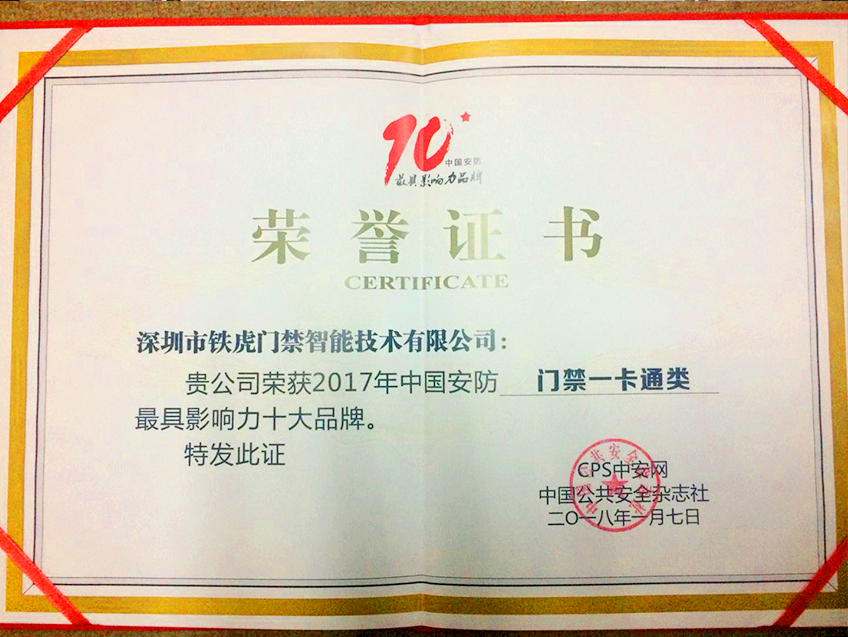 10
中国安防
最具影响力品牌
荣誉证书
CERTIFICATE
深圳市铁虎门禁智能技术有限公司：
贵公司荣获2017年中国安防 门禁一卡通类
最具影响力十大品牌。
特发此证
CPS中安网
中国公共安全杂志社
二〇一八年一月七日